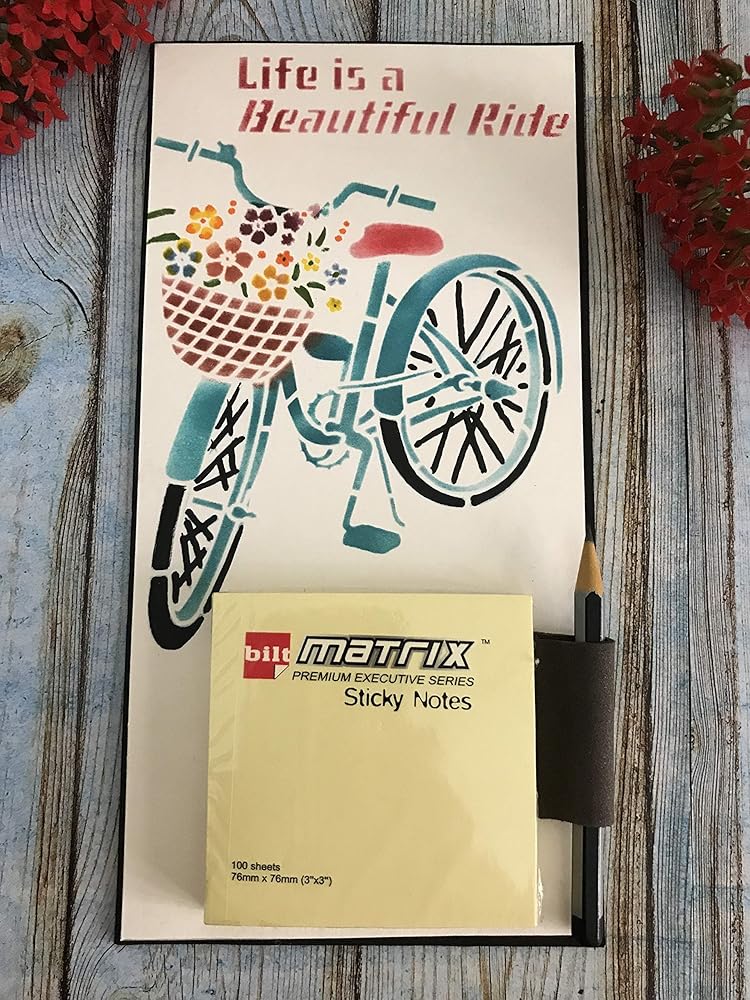 Life is a
Beautiful Ride
bilt matrix ™
PREMIUM EXECUTIVE SERIES
Sticky Notes
100 sheets
76mm x 76mm (3"x3")